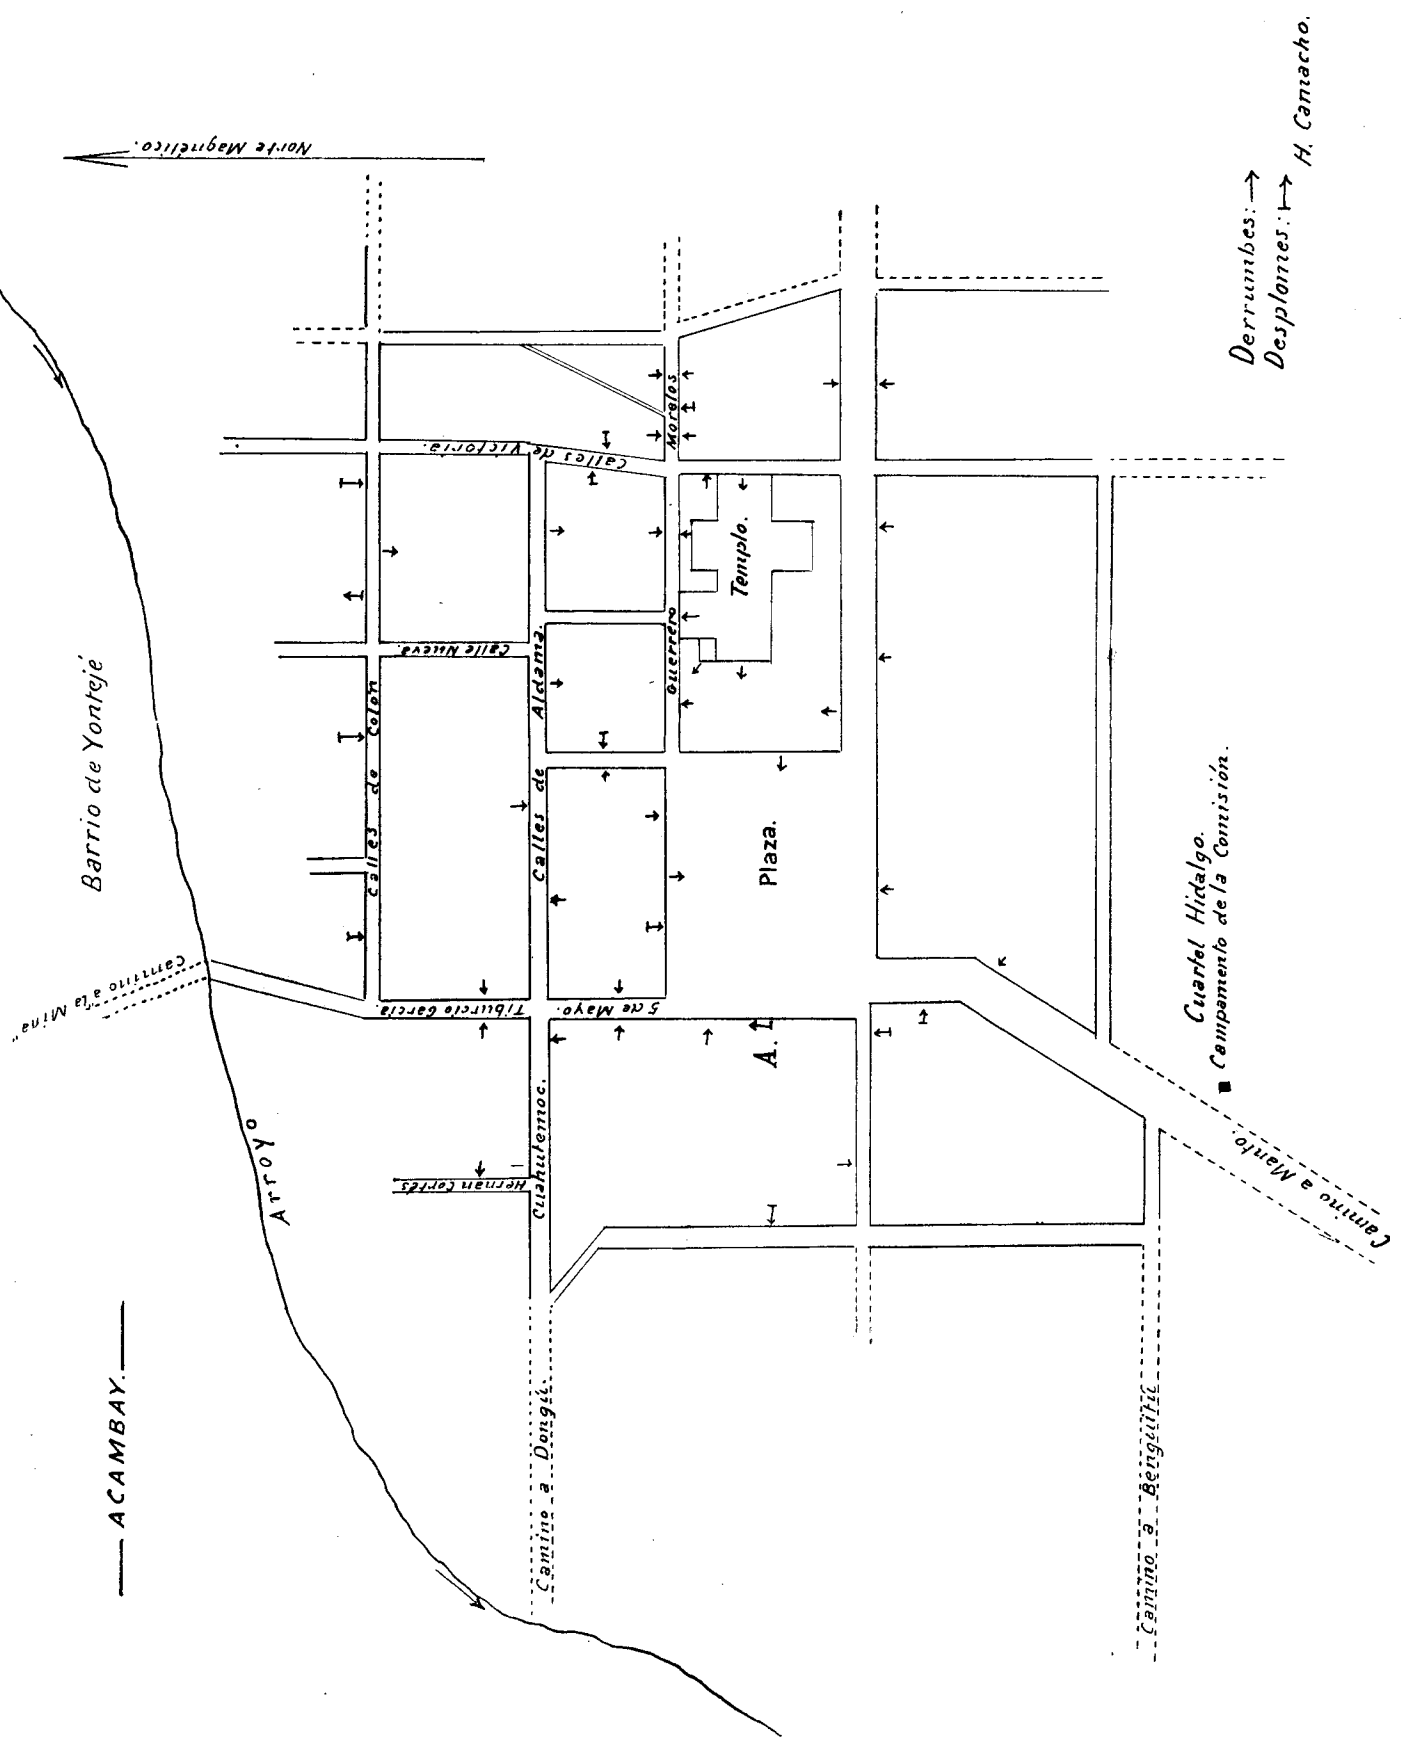 ACAMBAY.
Norte Magnético.
Barrio de Yontejé
Arroyo
Camino a "la Mina"
Calles de Colon
Calles de Victoria.
Calle Nueva.
Tiburcio García.
5 de Mayo.
Hernan Cortés
Cuahutemoc.
Calles de Aldama.
Guerrero
Morelos
Templo.
Plaza.
A.
Camino a Dongú.
Camino a Bengüitú
Camino a Manto.
Cuartel Hidalgo.
Campamento de la Comisión.
Derrumbes: →
Desplomes: ↦
H. Camacho.